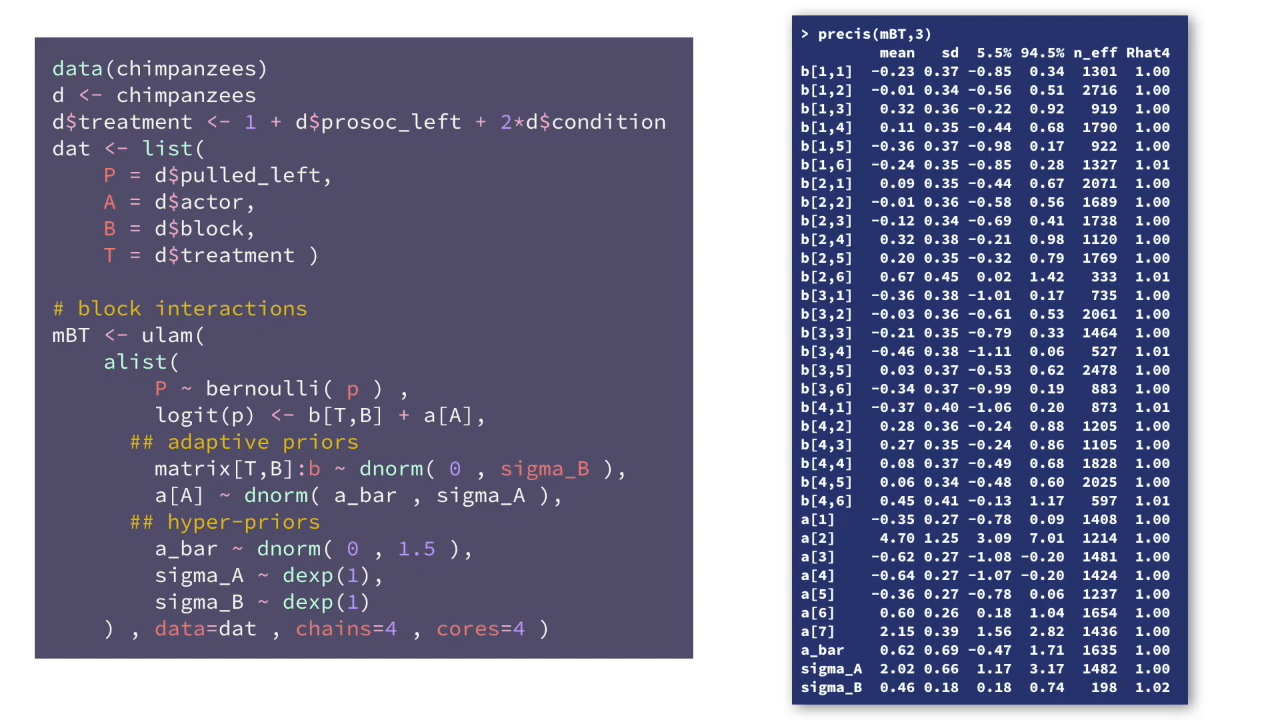 data(chimpanzees)
d <- chimpanzees
d$treatment <- 1 + d$prosoc_left + 2*d$condition
dat <- list(
    P = d$pulled_left,
    A = d$actor,
    B = d$block,
    T = d$treatment )

# block interactions
mBT <- ulam(
    alist(
        P ~ bernoulli( p ) ,
        logit(p) <- b[T,B] + a[A],
      ## adaptive priors
        matrix[T,B]:b ~ dnorm( 0 , sigma_B ),
        a[A] ~ dnorm( a_bar , sigma_A ),
      ## hyper-priors
        a_bar ~ dnorm( 0 , 1.5 ),
        sigma_A ~ dexp(1),
        sigma_B ~ dexp(1)
    ) , data=dat , chains=4 , cores=4 )
> precis(mBT,3)
         mean   sd  5.5% 94.5% n_eff Rhat4
b[1,1]  -0.23 0.37 -0.85  0.34  1301  1.00
b[1,2]  -0.01 0.34 -0.56  0.51  2716  1.00
b[1,3]   0.32 0.36 -0.22  0.92   919  1.00
b[1,4]   0.11 0.35 -0.44  0.68  1790  1.00
b[1,5]  -0.36 0.37 -0.98  0.17   922  1.00
b[1,6]  -0.24 0.35 -0.85  0.28  1327  1.01
b[2,1]   0.09 0.35 -0.44  0.67  2071  1.00
b[2,2]  -0.01 0.36 -0.58  0.56  1689  1.00
b[2,3]  -0.12 0.34 -0.69  0.41  1738  1.00
b[2,4]   0.32 0.38 -0.21  0.98  1120  1.00
b[2,5]   0.20 0.35 -0.32  0.79  1769  1.00
b[2,6]   0.67 0.45  0.02  1.42   333  1.01
b[3,1]  -0.36 0.38 -1.01  0.17   735  1.00
b[3,2]  -0.03 0.36 -0.61  0.53  2061  1.00
b[3,3]  -0.21 0.35 -0.79  0.33  1464  1.00
b[3,4]  -0.46 0.38 -1.11  0.06   527  1.01
b[3,5]   0.03 0.37 -0.53  0.62  2478  1.00
b[3,6]  -0.34 0.37 -0.99  0.19   883  1.00
b[4,1]  -0.37 0.40 -1.06  0.20   873  1.01
b[4,2]   0.28 0.36 -0.24  0.88  1205  1.00
b[4,3]   0.27 0.35 -0.24  0.86  1105  1.00
b[4,4]   0.08 0.37 -0.49  0.68  1828  1.00
b[4,5]   0.06 0.34 -0.48  0.60  2025  1.00
b[4,6]   0.45 0.41 -0.13  1.17   597  1.01
a[1]    -0.35 0.27 -0.78  0.09  1408  1.00
a[2]     4.70 1.25  3.09  7.01  1214  1.00
a[3]    -0.62 0.27 -1.08 -0.20  1481  1.00
a[4]    -0.64 0.27 -1.07 -0.20  1424  1.00
a[5]    -0.36 0.27 -0.78  0.06  1237  1.00
a[6]     0.60 0.26  0.18  1.04  1654  1.00
a[7]     2.15 0.39  1.56  2.82  1436  1.00
a_bar    0.62 0.69 -0.47  1.71  1635  1.00
sigma_A  2.02 0.66  1.17  3.17  1482  1.00
sigma_B  0.46 0.18  0.18  0.74   198  1.02